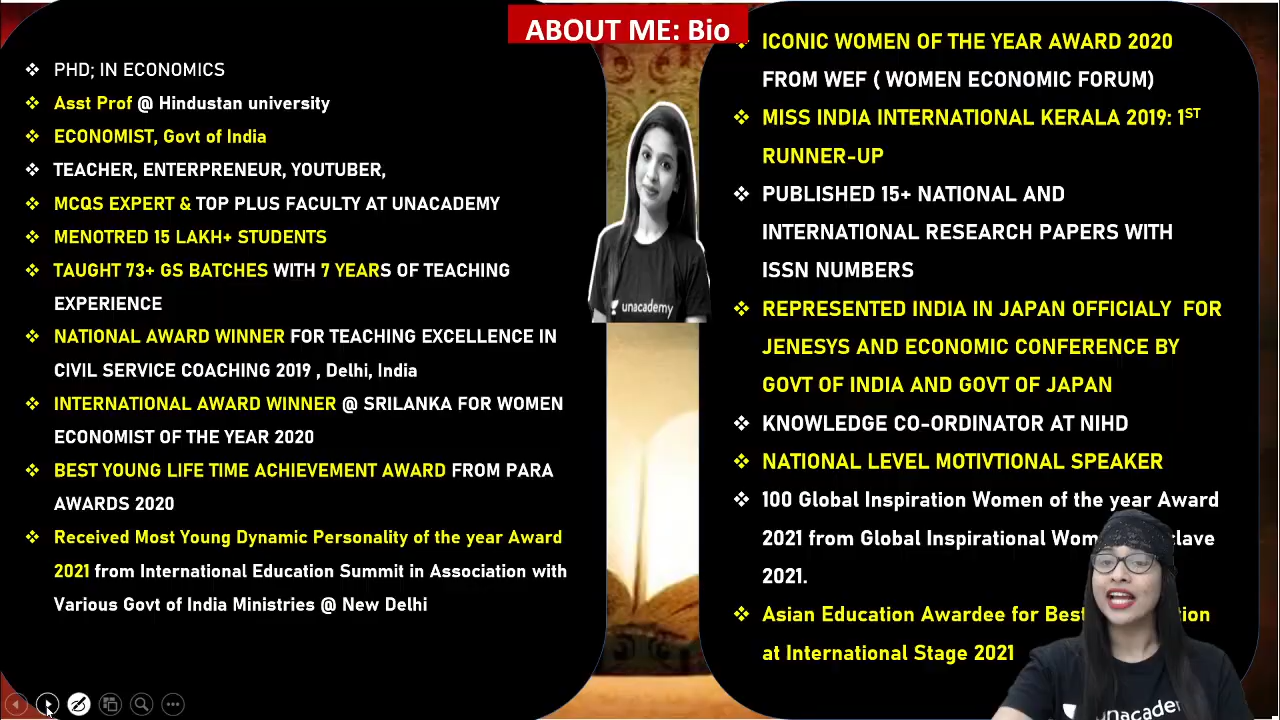 ABOUT ME: Bio
PHD; IN ECONOMICS
Asst Prof @ Hindustan university
ECONOMIST, Govt of India
TEACHER, ENTERPRENEUR, YOUTUBER,
MCQS EXPERT & TOP PLUS FACULTY AT UNACADEMY
MENOTRED 15 LAKH+ STUDENTS
TAUGHT 73+ GS BATCHES WITH 7 YEARS OF TEACHING
EXPERIENCE
NATIONAL AWARD WINNER FOR TEACHING EXCELLENCE IN
CIVIL SERVICE COACHING 2019 , Delhi, India
INTERNATIONAL AWARD WINNER @ SRILANKA FOR WOMEN
ECONOMIST OF THE YEAR 2020
BEST YOUNG LIFE TIME ACHIEVEMENT AWARD FROM PARA
AWARDS 2020
Received Most Young Dynamic Personality of the year Award
2021 from International Education Summit in Association with
Various Govt of India Ministries @ New Delhi
unacademy
ICONIC WOMEN OF THE YEAR AWARD 2020
FROM WEF ( WOMEN ECONOMIC FORUM)
MISS INDIA INTERNATIONAL KERALA 2019: 1ST
RUNNER-UP
PUBLISHED 15+ NATIONAL AND
INTERNATIONAL RESEARCH PAPERS WITH
ISSN NUMBERS
REPRESENTED INDIA IN JAPAN OFFICIALY FOR
JENESYS AND ECONOMIC CONFERENCE BY
GOVT OF INDIA AND GOVT OF JAPAN
KNOWLEDGE CO-ORDINATOR AT NIHD
NATIONAL LEVEL MOTIVTIONAL SPEAKER
100 Global Inspiration Women of the year Award
2021 from Global Inspirational
2021.
Asian Education Awardee for Best
at International Stage 2021
unacademy